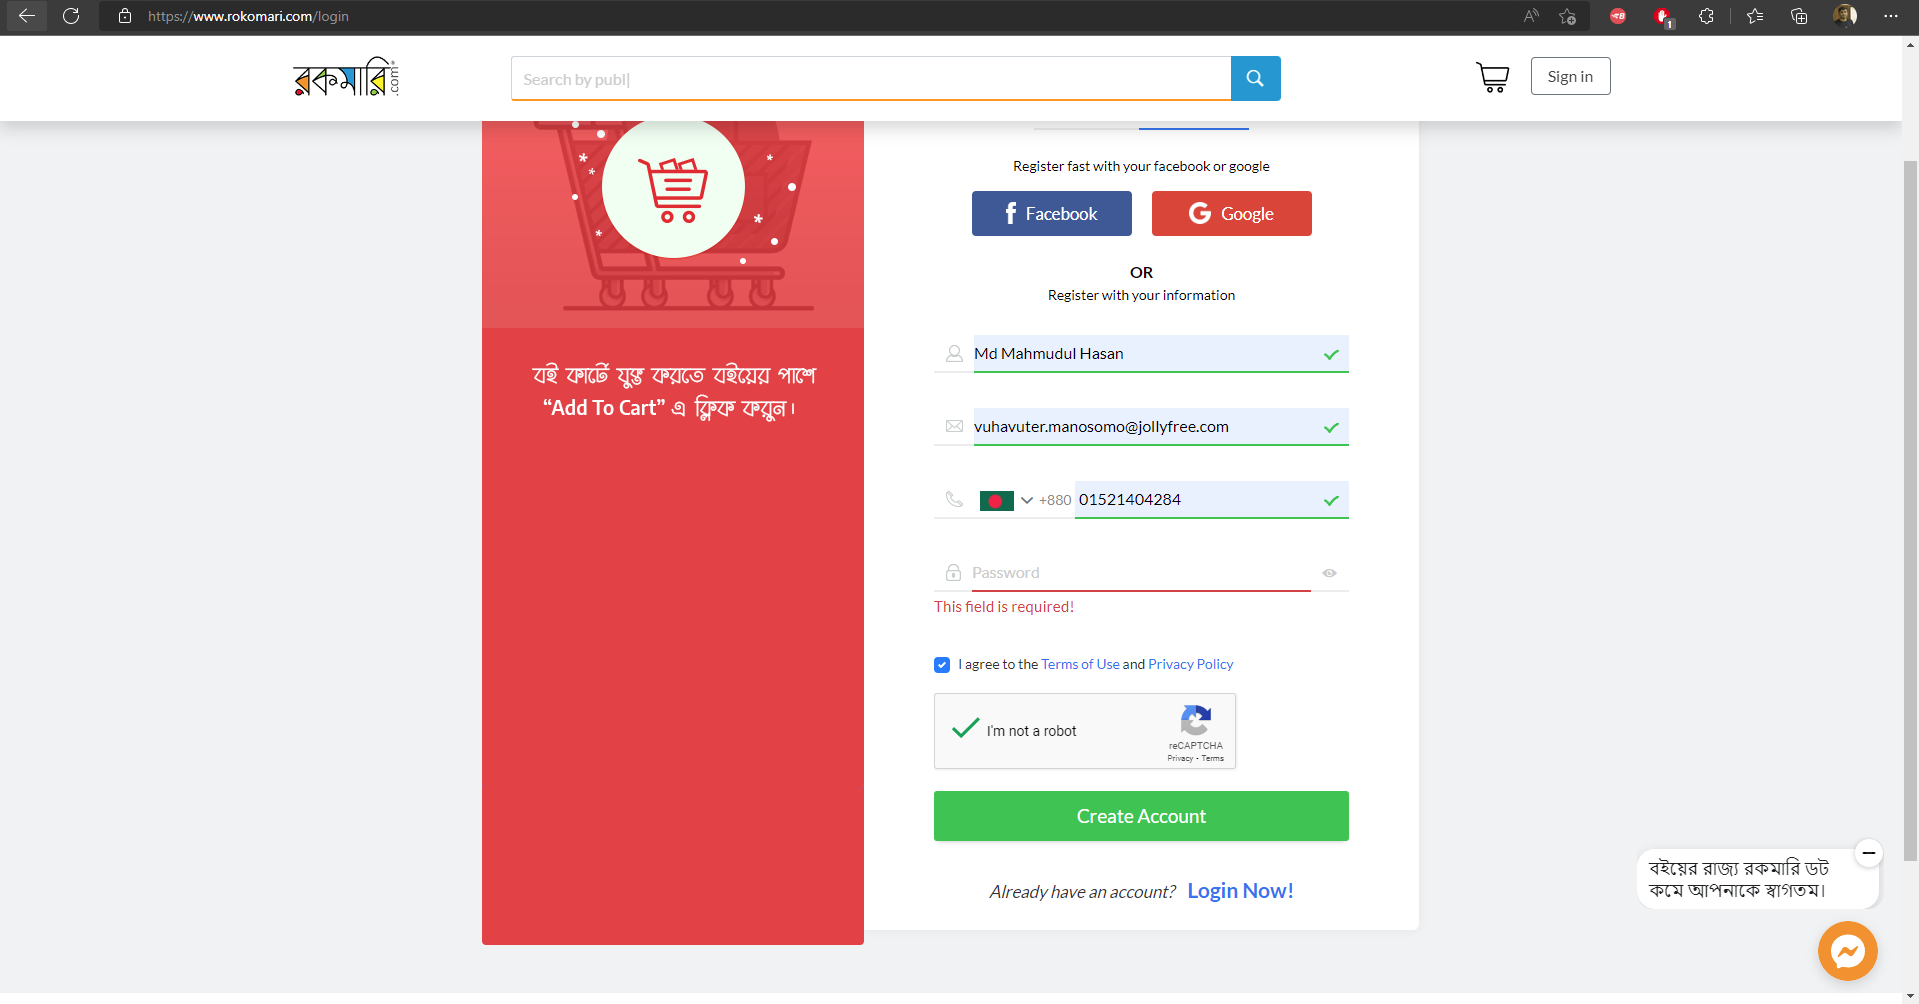 https://www.rokomari.com/login
1
রকমারি.com
Search by publ
Sign in
Register fast with your facebook or google
Facebook
Google
OR
Register with your information
Md Mahmudul Hasan
vuhavuter.manosomo@jollyfree.com
+880 01521404284
Password
This field is required!
I agree to the Terms of Use and Privacy Policy
I'm not a robot
reCAPTCHA
Privacy - Terms
Create Account
Already have an account? Login Now!
বই কার্টে যুক্ত করতে বইয়ের পাশে
“Add To Cart” এ ক্লিক করুন।
বইয়ের রাজ্য রকমারি ডট
কমে আপনাকে স্বাগতম।